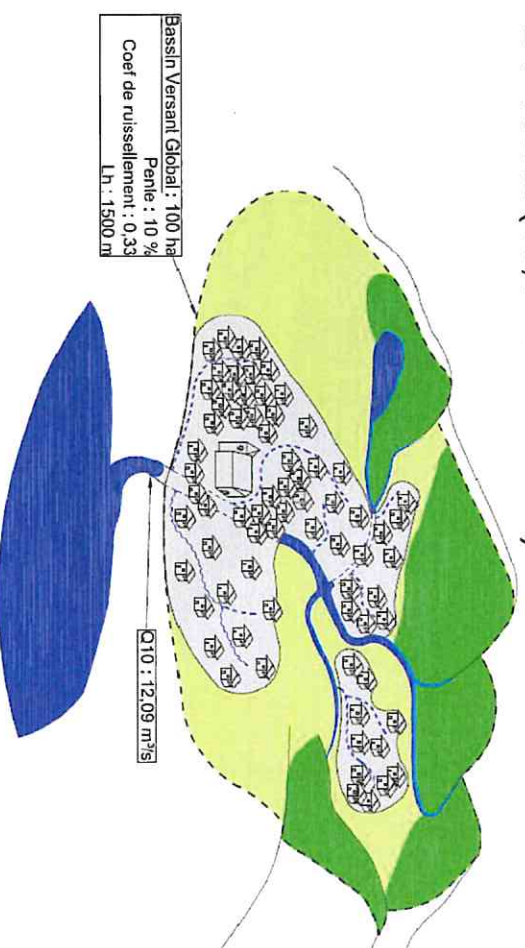 Bassin Versant Global : 100 ha
Pente : 10 %
Coef de ruissellement : 0,33
Lh : 1500 m
Q10 : 12,09 m³/s